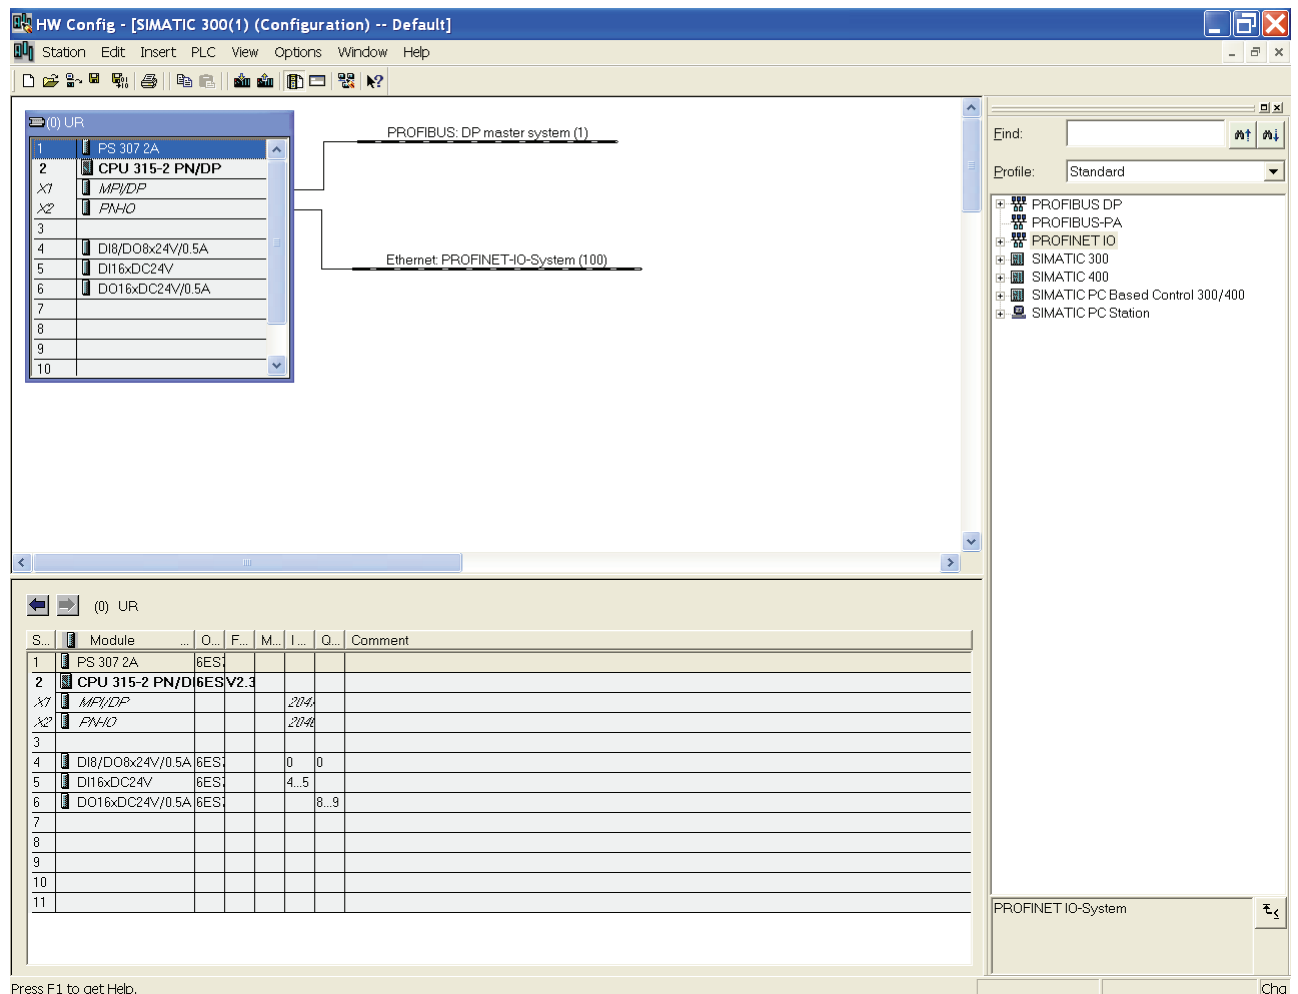 HW Config - [SIMATIC 300(1) (Configuration) -- Default]
Station Edit Insert PLC View Options Window Help
(0) UR
1 PS 307 2A
2 CPU 315-2 PN/DP
X1 MPI/DP
X2 PN-IO
3
4 DI8/DO8x24V/0.5A
5 DI16xDC24V
6 DO16xDC24V/0.5A
7
8
9
10
PROFIBUS: DP master system (1)
Ethernet: PROFINET-IO-System (100)
Find:
Profile: Standard
PROFIBUS DP
PROFIBUS-PA
PROFINET IO
SIMATIC 300
SIMATIC 400
SIMATIC PC Based Control 300/400
SIMATIC PC Station
(0) UR
S... Module ... O... F... M... I... Q... Comment
1 PS 307 2A 6ES7
2 CPU 315-2 PN/D 6ES V2.3
X1 MPI/DP 2047
X2 PN-IO 2046
3
4 DI8/DO8x24V/0.5A 6ES7 0 0
5 DI16xDC24V 6ES7 4...5
6 DO16xDC24V/0.5A 6ES7 8...9
7
8
9
10
11
PROFINET IO-System
Press F1 to get Help.
Chg